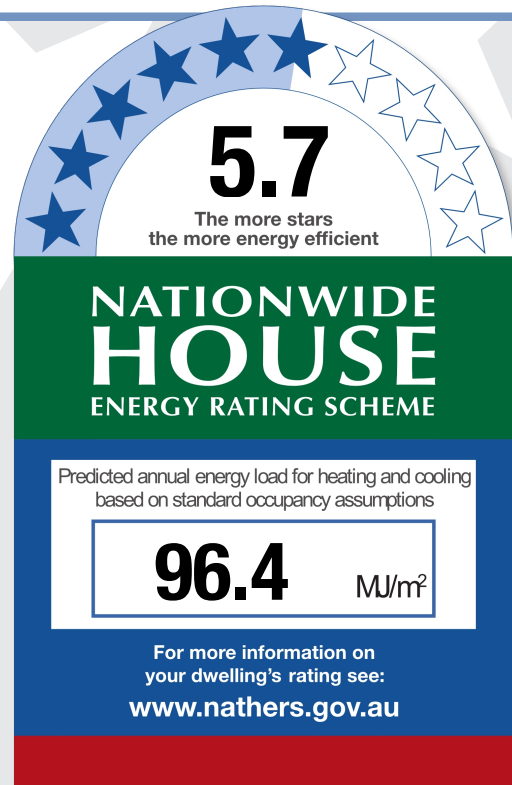 5.7
The more stars
the more energy efficient
NATIONWIDE
HOUSE
ENERGY RATING SCHEME
Predicted annual energy load for heating and cooling
based on standard occupancy assumptions
96.4 MJ/m²
For more information on
your dwelling's rating see:
www.nathers.gov.au